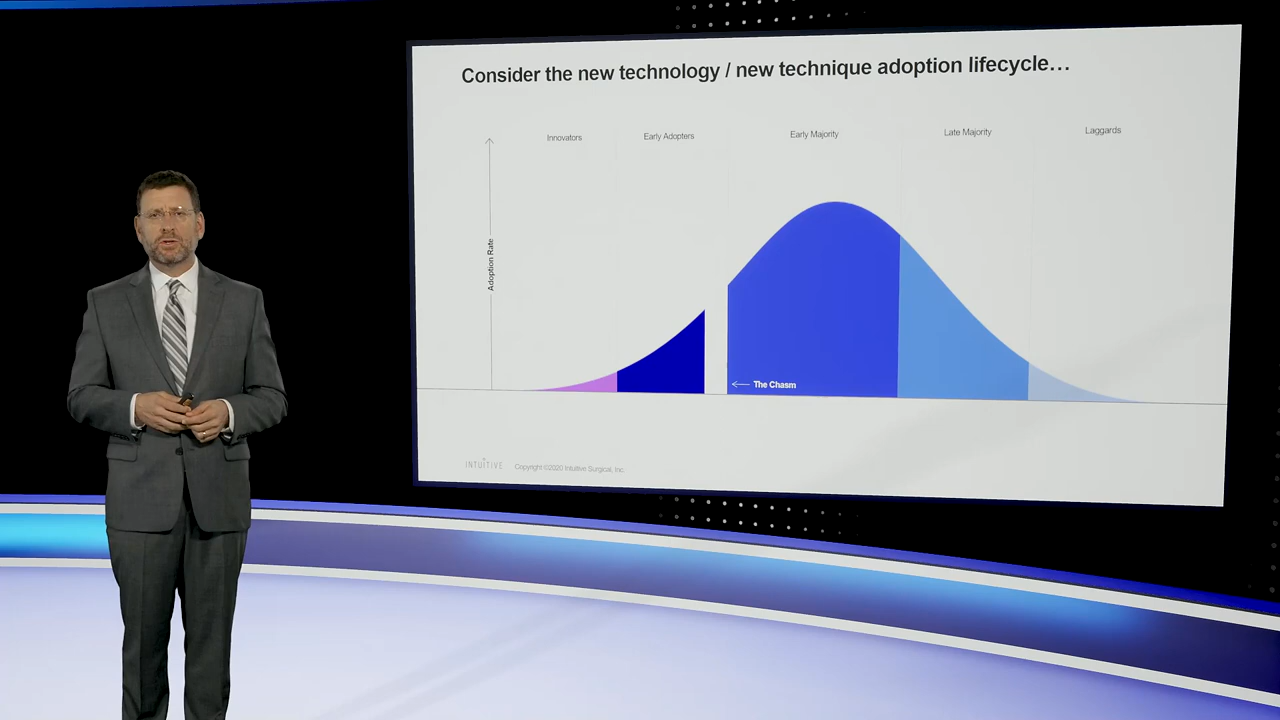 Consider the new technology / new technique adoption lifecycle…
Innovators
Early Adopters
Early Majority
Late Majority
Laggards
Adoption Rate
The Chasm
INTUITIVE
Copyright ©2020 Intuitive Surgical, Inc.